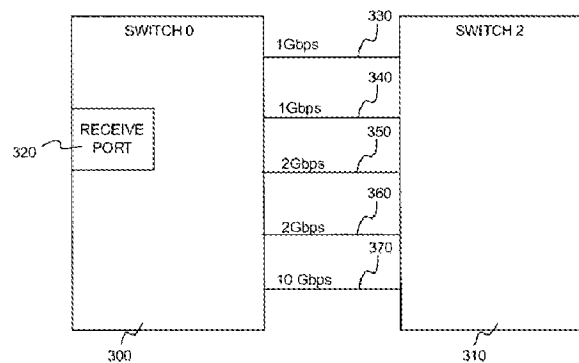 SWITCH 0
SWITCH 2
330
1Gbps
340
1Gbps
RECEIVE
PORT
320
350
2Gbps
360
2Gbps
370
10 Gbps
300
310